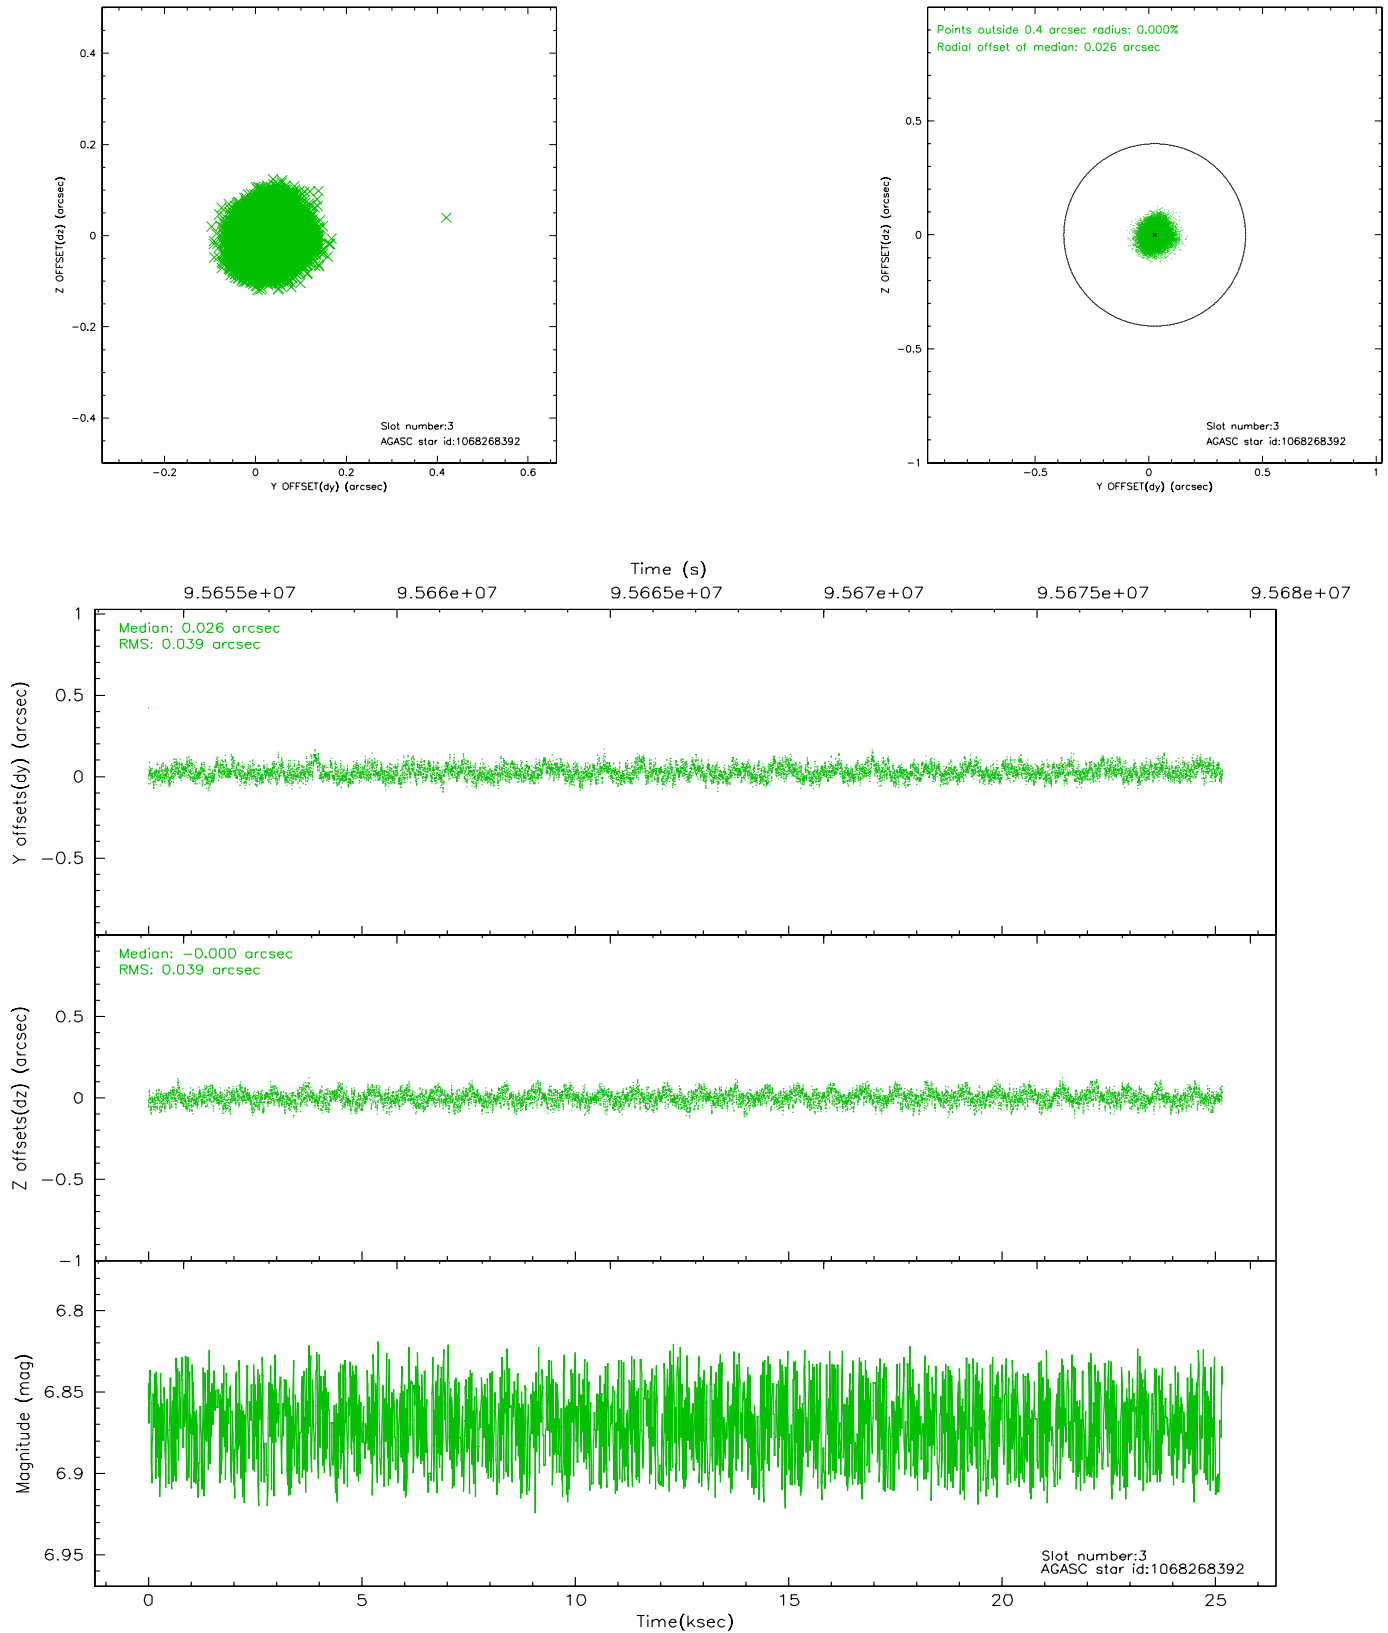 0.4
0.2
0
−0.2
−0.4
Z OFFSET(dz) (arcsec)
Slot number:3
AGASC star id:1068268392
−0.2 0 0.2 0.4 0.6
Y OFFSET(dy) (arcsec)
Points outside 0.4 arcsec radius: 0.000%
Radial offset of median: 0.026 arcsec
0.5
0
−0.5
−1
Z OFFSET(dz) (arcsec)
Slot number:3
AGASC star id:1068268392
−0.5 0 0.5 1
Y OFFSET(dy) (arcsec)
Time (s)
9.5655e+07 9.566e+07 9.5665e+07 9.567e+07 9.5675e+07 9.568e+07
Median: 0.026 arcsec
RMS: 0.039 arcsec
1
0.5
0
−0.5
Y offsets(dy) (arcsec)
Median: −0.000 arcsec
RMS: 0.039 arcsec
0.5
0
−0.5
−1
Z offsets(dz) (arcsec)
6.8
6.85
6.9
6.95
Magnitude (mag)
Slot number:3
AGASC star id:1068268392
0 5 10 15 20 25
Time(ksec)